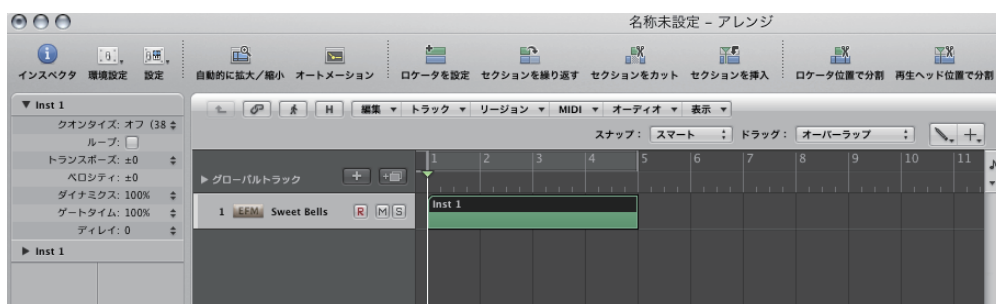 名称未設定 – アレンジ
インスペクタ 環境設定 設定 自動的に拡大／縮小 オートメーション ロケータを設定 セクションを繰り返す セクションをカット セクションを挿入 ロケータ位置で分割 再生ヘッド位置で分割
▼ Inst 1
クオンタイズ: オフ (38
ループ:
トランスポーズ: ±0
ベロシティ: ±0
ダイナミクス: 100%
ゲートタイム: 100%
ディレイ: 0
▶ Inst 1
H 編集 ▼ トラック ▼ リージョン ▼ MIDI ▼ オーディオ ▼ 表示 ▼
スナップ： スマート ドラッグ： オーバーラップ
1 2 3 4 5 6 7 8 9 10 11
▶ グローバルトラック
1 EFM Sweet Bells R M S
Inst 1